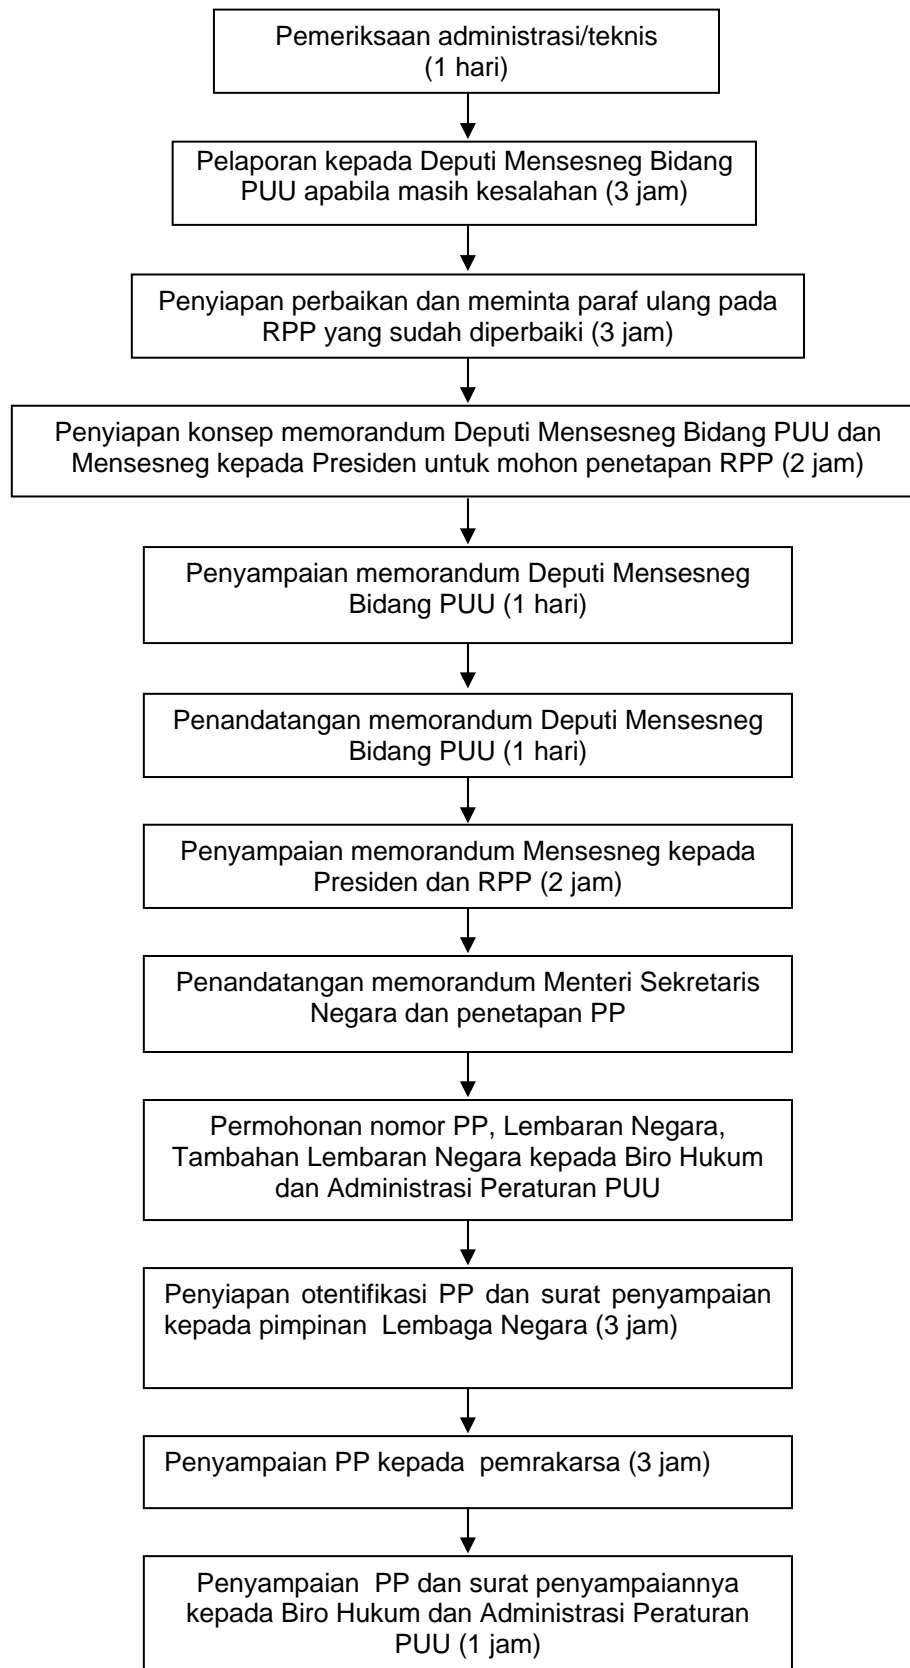 Pemeriksaan administrasi/teknis
(1 hari)
Pelaporan kepada Deputi Mensesneg Bidang
PUU apabila masih kesalahan (3 jam)
Penyiapan perbaikan dan meminta paraf ulang pada
RPP yang sudah diperbaiki (3 jam)
Penyiapan konsep memorandum Deputi Mensesneg Bidang PUU dan
Mensesneg kepada Presiden untuk mohon penetapan RPP (2 jam)
Penyampaian memorandum Deputi Mensesneg
Bidang PUU (1 hari)
Penandatangan memorandum Deputi Mensesneg
Bidang PUU (1 hari)
Penyampaian memorandum Mensesneg kepada
Presiden dan RPP (2 jam)
Penandatangan memorandum Menteri Sekretaris
Negara dan penetapan PP
Permohonan nomor PP, Lembaran Negara,
Tambahan Lembaran Negara kepada Biro Hukum
dan Administrasi Peraturan PUU
Penyiapan otentifikasi PP dan surat penyampaian
kepada pimpinan Lembaga Negara (3 jam)
Penyampaian PP kepada pemrakarsa (3 jam)
Penyampaian PP dan surat penyampaiannya
kepada Biro Hukum dan Administrasi Peraturan
PUU (1 jam)